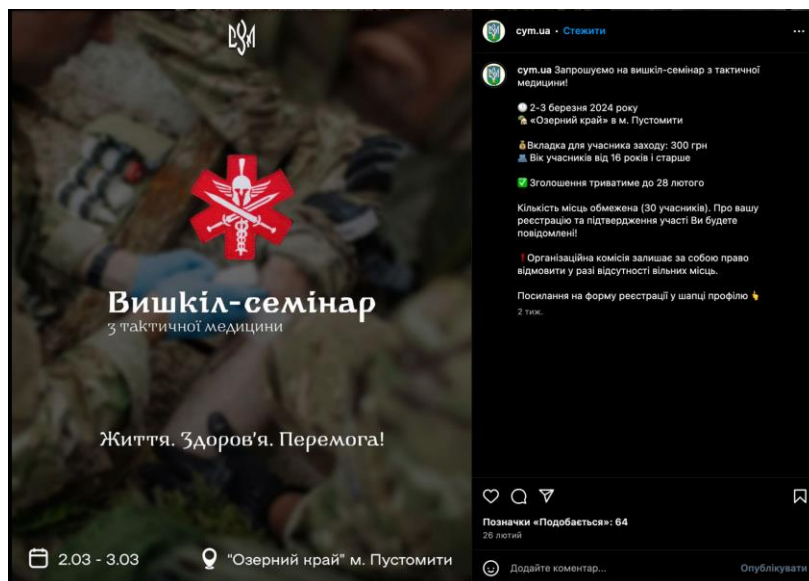 СУМ
Вишкіл-семінар
з тактичної медицини
Життя. Здоров'я. Перемога!
2.03 - 3.03
"Озерний край" м. Пустомити
cym.ua • Стежити
cym.ua Запрошуємо на вишкіл-семінар з тактичної
медицини!
2-3 березня 2024 року
«Озерний край» в м. Пустомити
Вкладка для учасника заходу: 300 грн
Вік учасників від 16 років і старше
Зголошення триватиме до 28 лютого
Кількість місць обмежена (30 учасників). Про вашу
реєстрацію та підтвердження участі Ви будете
повідомлені!
❗Організаційна комісія залишає за собою право
відмовити у разі відсутності вільних місць.
Посилання на форму реєстрації у шапці профілю
2 тиж.
Позначки «Подобається»: 64
26 лютий
Додайте коментар...
Опублікувати